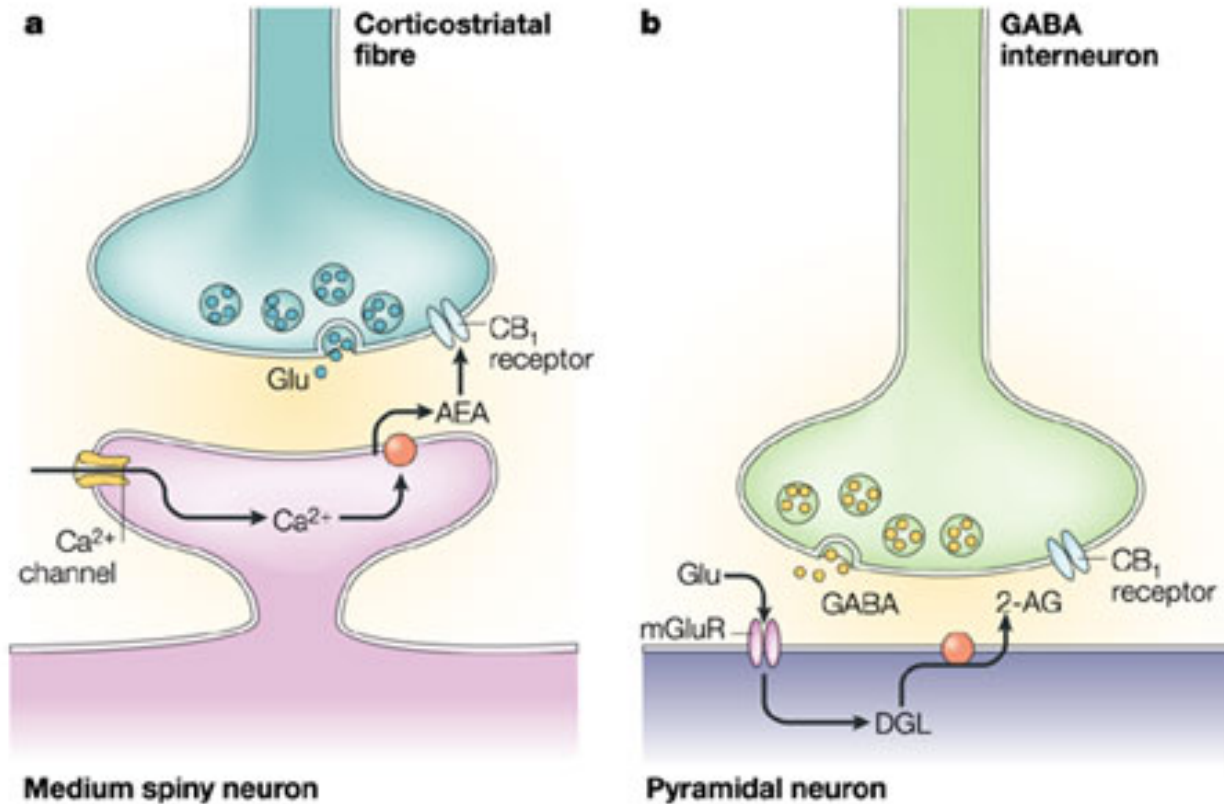 a
Corticostriatal
fibre
CB₁
receptor
Glu
AEA
Ca²⁺
Ca²⁺
channel
Medium spiny neuron
b
GABA
interneuron
Glu
GABA
2-AG
CB₁
receptor
mGluR
DGL
Pyramidal neuron